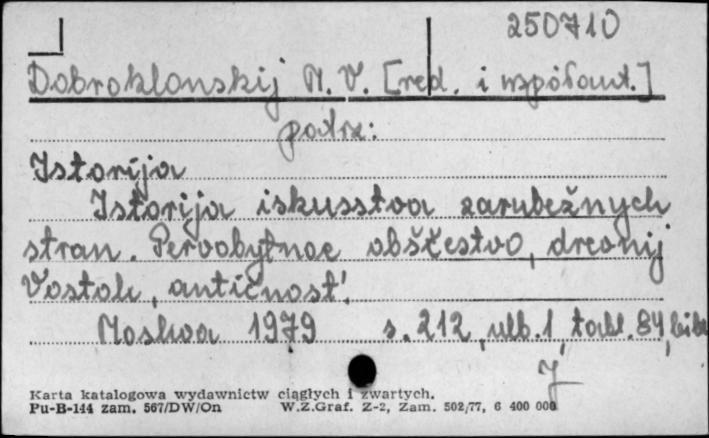 250710
Dobroklonskij M. V. [red. i współaut.]
patrz:
Istorija
Istorija iskusstva zarubežnych
stran. Pervobytnoe obščestvo, drevnij
Vostok, antičnost'.
Moskva 1979 s. 212, ulb. 1, tabl. 84, bibl
Karta katalogowa wydawnictw ciągłych i zwartych.
Pu-B-144 zam. 567/DW/On W.Z.Graf. Z-2, Zam. 502/77, 6 400 000